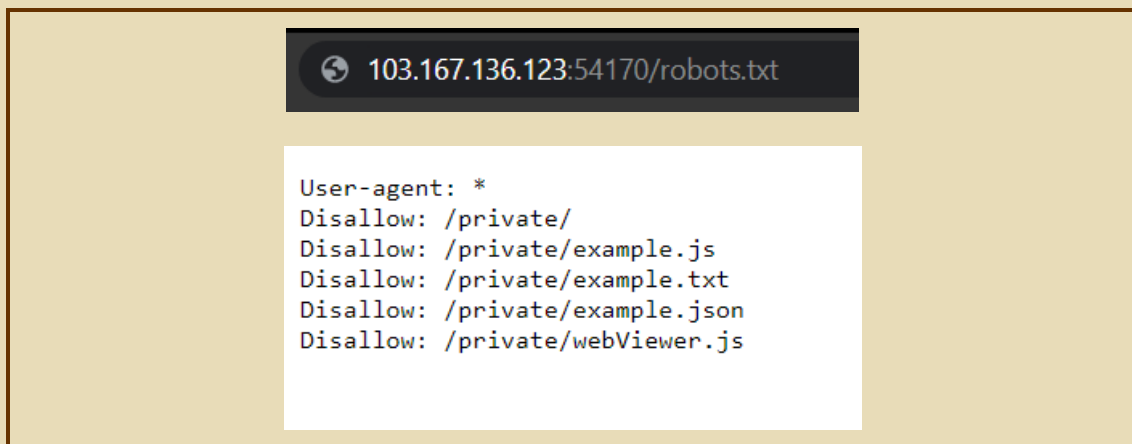 103.167.136.123:54170/robots.txt
User-agent: *
Disallow: /private/
Disallow: /private/example.js
Disallow: /private/example.txt
Disallow: /private/example.json
Disallow: /private/webViewer.js